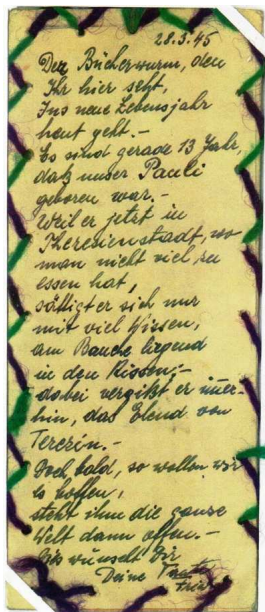 28.3.45
Der Bücherwurm, den
Ihr hier seht,
Ins neue Lebensjahr
heut geht.-
Es sind gerade 13 Jahr,
daß unser Pauli
geboren war.-
Weil er jetzt in
Theresienstadt, wo
man nicht viel zu
essen hat,
sättigt er sich nur
mit viel Wissen,
am Bauche liegend
in den Kissen;-
dabei vergißt er immer-
hin, das Elend von
Terezin.-
Doch bald, so wollen wir
es hoffen,
steht ihm die ganze
Welt dann offen.-
Dies wünscht Dir
Deine